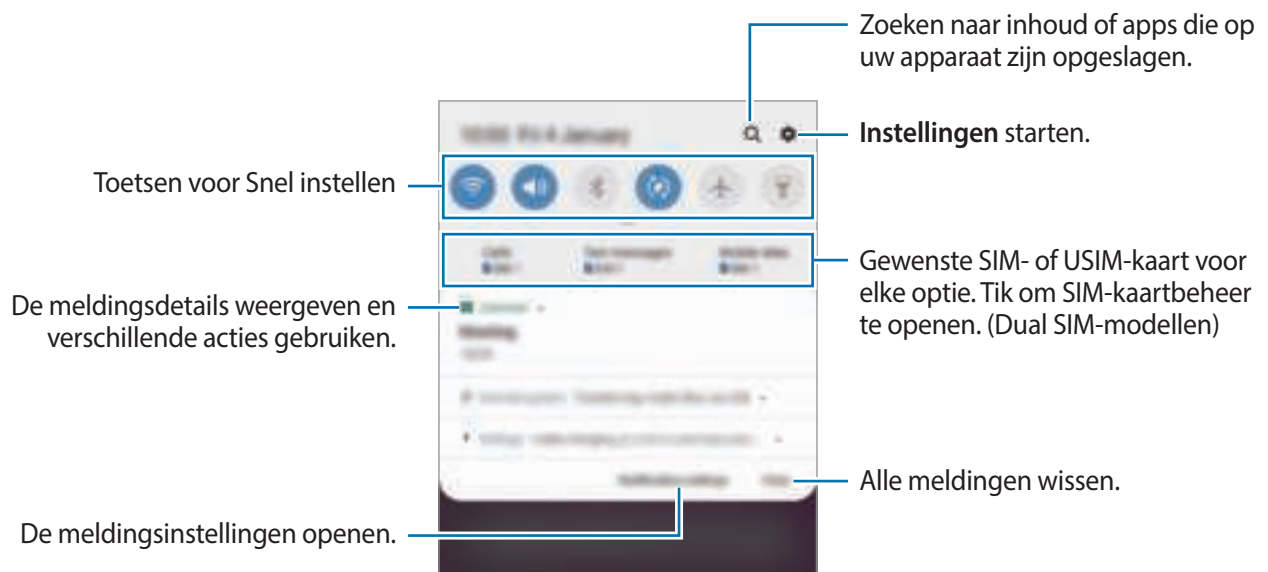 Zoeken naar inhoud of apps die op
uw apparaat zijn opgeslagen.
Instellingen starten.
Toetsen voor Snel instellen
Gewenste SIM- of USIM-kaart voor
elke optie. Tik om SIM-kaartbeheer
te openen. (Dual SIM-modellen)
De meldingsdetails weergeven en
verschillende acties gebruiken.
Alle meldingen wissen.
De meldingsinstellingen openen.